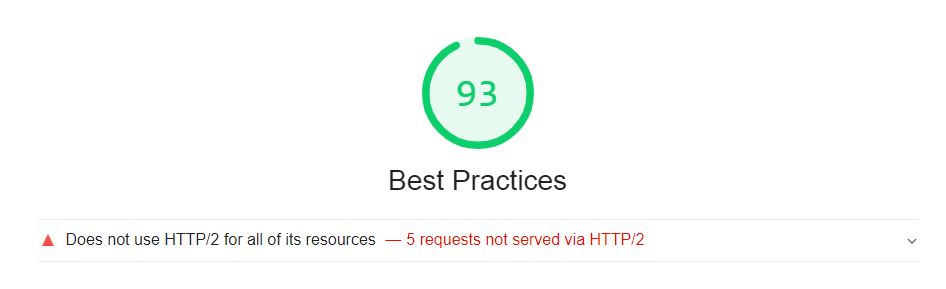 93
Best Practices
Does not use HTTP/2 for all of its resources — 5 requests not served via HTTP/2